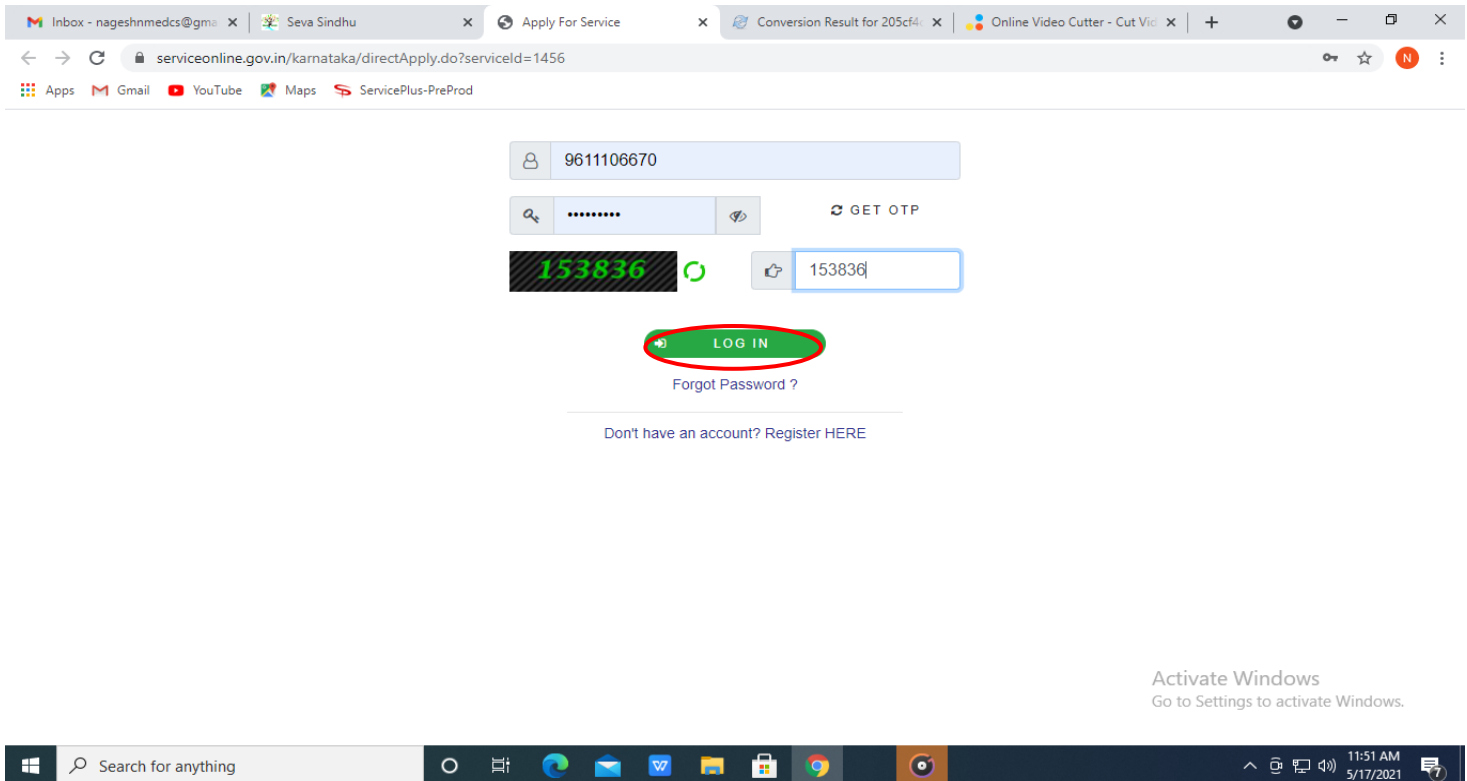 Inbox - nageshnmedcs@gma
Seva Sindhu
Apply For Service
Conversion Result for 205cf4c
Online Video Cutter - Cut Vid
serviceonline.gov.in/karnataka/directApply.do?serviceId=1456
N
Apps
Gmail
YouTube
Maps
ServicePlus-PreProd
9611106670
•••••••••
GET OTP
153836
153836
LOG IN
Forgot Password ?
Don't have an account? Register HERE
Activate Windows
Go to Settings to activate Windows.
Search for anything
W
11:51 AM
5/17/2021
7